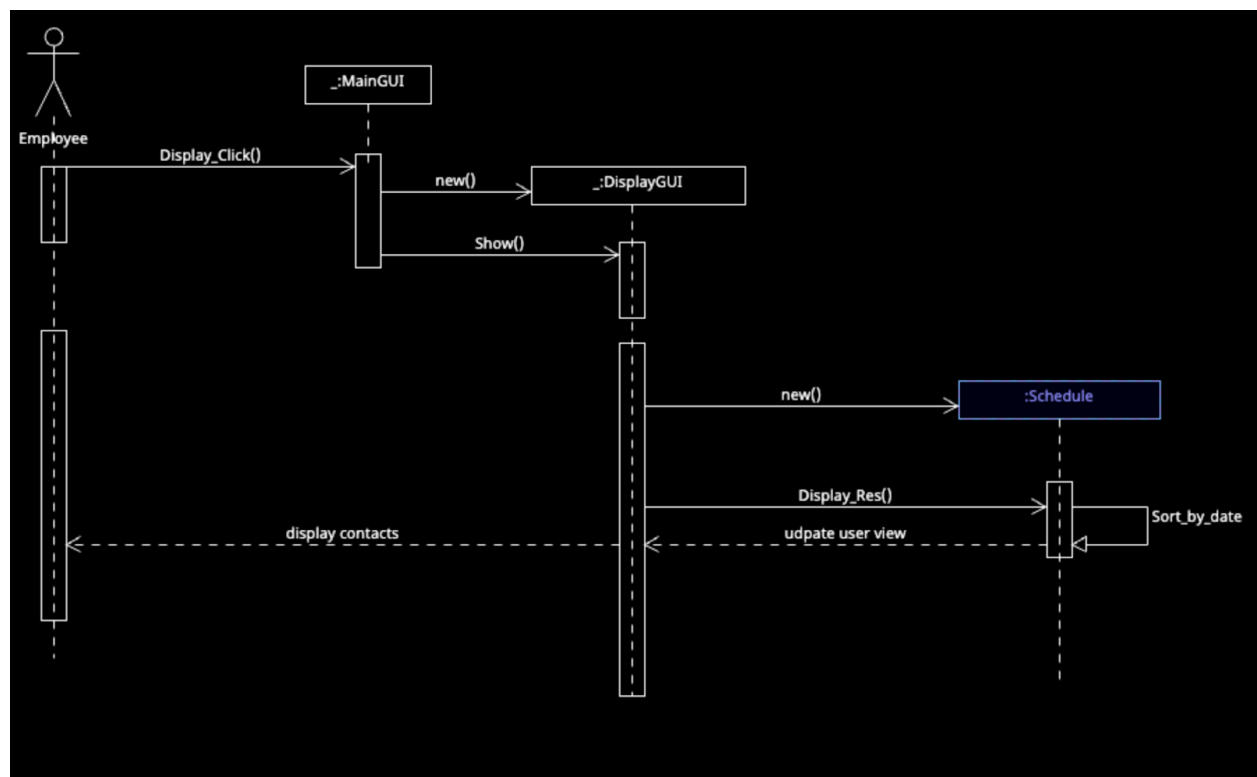 _:MainGUI
Employee
Display_Click()
new()
_:DisplayGUI
Show()
new()
:Schedule
Display_Res()
Sort_by_date
display contacts
udpate user view